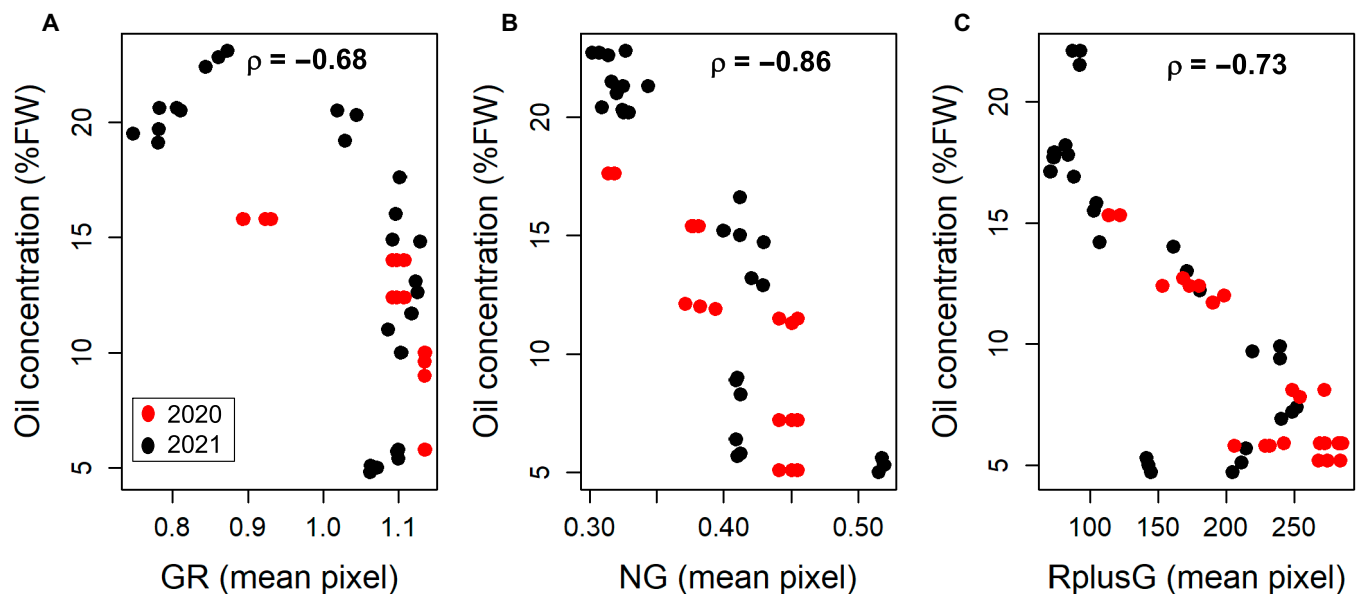 A
ρ = −0.68
Oil concentration (%FW)
20
15
10
5
2020
2021
0.8
0.9
1.0
1.1
GR (mean pixel)
B
ρ = −0.86
Oil concentration (%FW)
20
15
10
5
0.30
0.40
0.50
NG (mean pixel)
C
ρ = −0.73
Oil concentration (%FW)
20
15
10
5
100
150
200
250
RplusG (mean pixel)